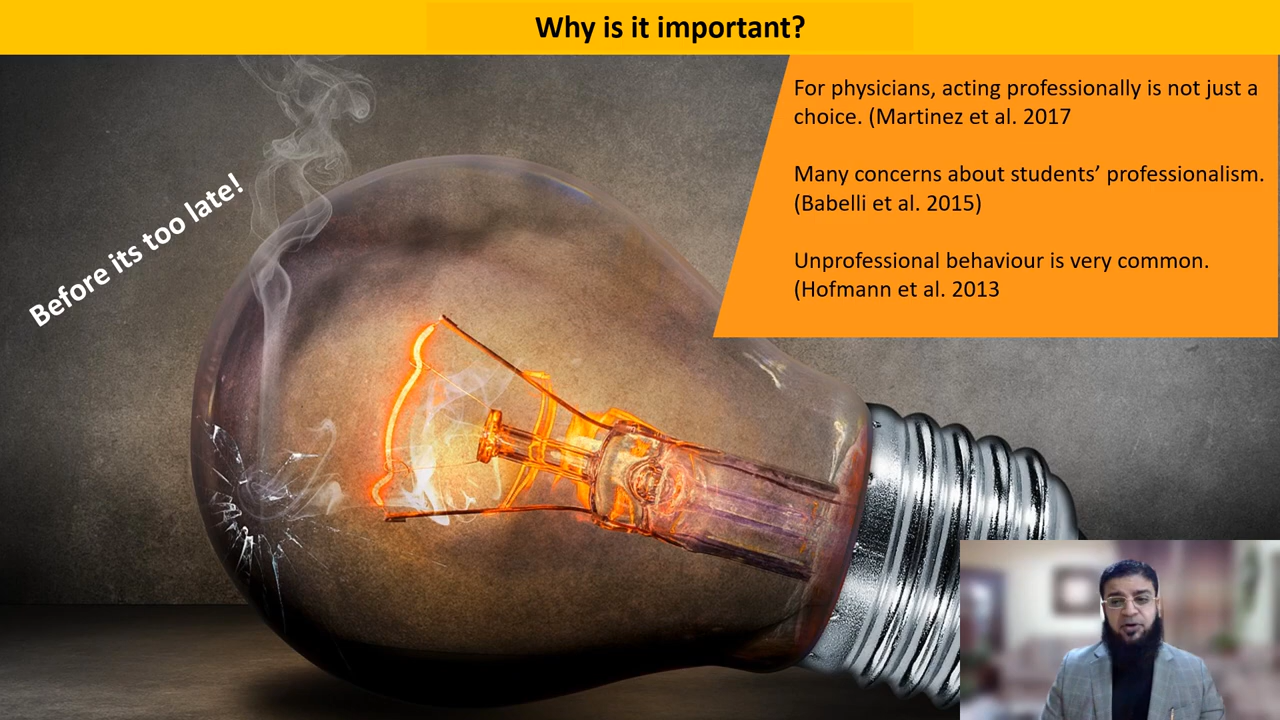 Why is it important?
Before its too late!
For physicians, acting professionally is not just a
choice. (Martinez et al. 2017
Many concerns about students’ professionalism.
(Babelli et al. 2015)
Unprofessional behaviour is very common.
(Hofmann et al. 2013